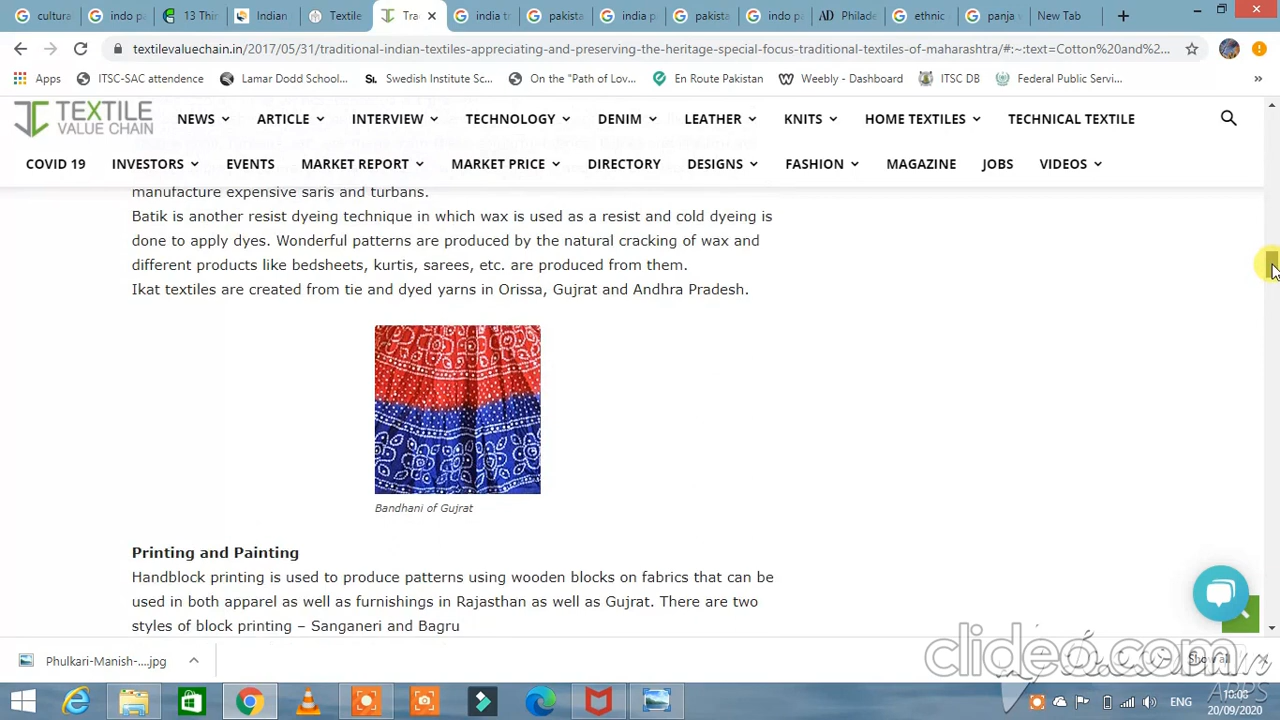 cultura
indo pa
13 Thin
Indian
Textile
Tra
india t
pakista
india p
pakista
indo pa
Philade
ethnic
panja
New Tab
textilevaluechain.in/2017/05/31/traditional-indian-textiles-appreciating-and-preserving-the-heritage-special-focus-traditional-textiles-of-maharashtra/#:~:text=Cotton%20and%2...
Apps
ITSC-SAC attendence
Lamar Dodd School...
Swedish Institute Sc...
On the "Path of Lov...
En Route Pakistan
Weebly - Dashboard
ITSC DB
Federal Public Servi...
»
TEXTILE
VALUE CHAIN
NEWS
ARTICLE
INTERVIEW
TECHNOLOGY
DENIM
LEATHER
KNITS
HOME TEXTILES
TECHNICAL TEXTILE
COVID 19
INVESTORS
EVENTS
MARKET REPORT
MARKET PRICE
DIRECTORY
DESIGNS
FASHION
MAGAZINE
JOBS
VIDEOS
manufacture expensive saris and turbans.
Batik is another resist dyeing technique in which wax is used as a resist and cold dyeing is
done to apply dyes. Wonderful patterns are produced by the natural cracking of wax and
different products like bedsheets, kurtis, sarees, etc. are produced from them.
Ikat textiles are created from tie and dyed yarns in Orissa, Gujrat and Andhra Pradesh.
Bandhani of Gujrat
Printing and Painting
Handblock printing is used to produce patterns using wooden blocks on fabrics that can be
used in both apparel as well as furnishings in Rajasthan as well as Gujrat. There are two
styles of block printing – Sanganeri and Bagru
Phulkari-Manish-....jpg
clideo.com
Show all
APPS
ENG
10:08
20/09/2020